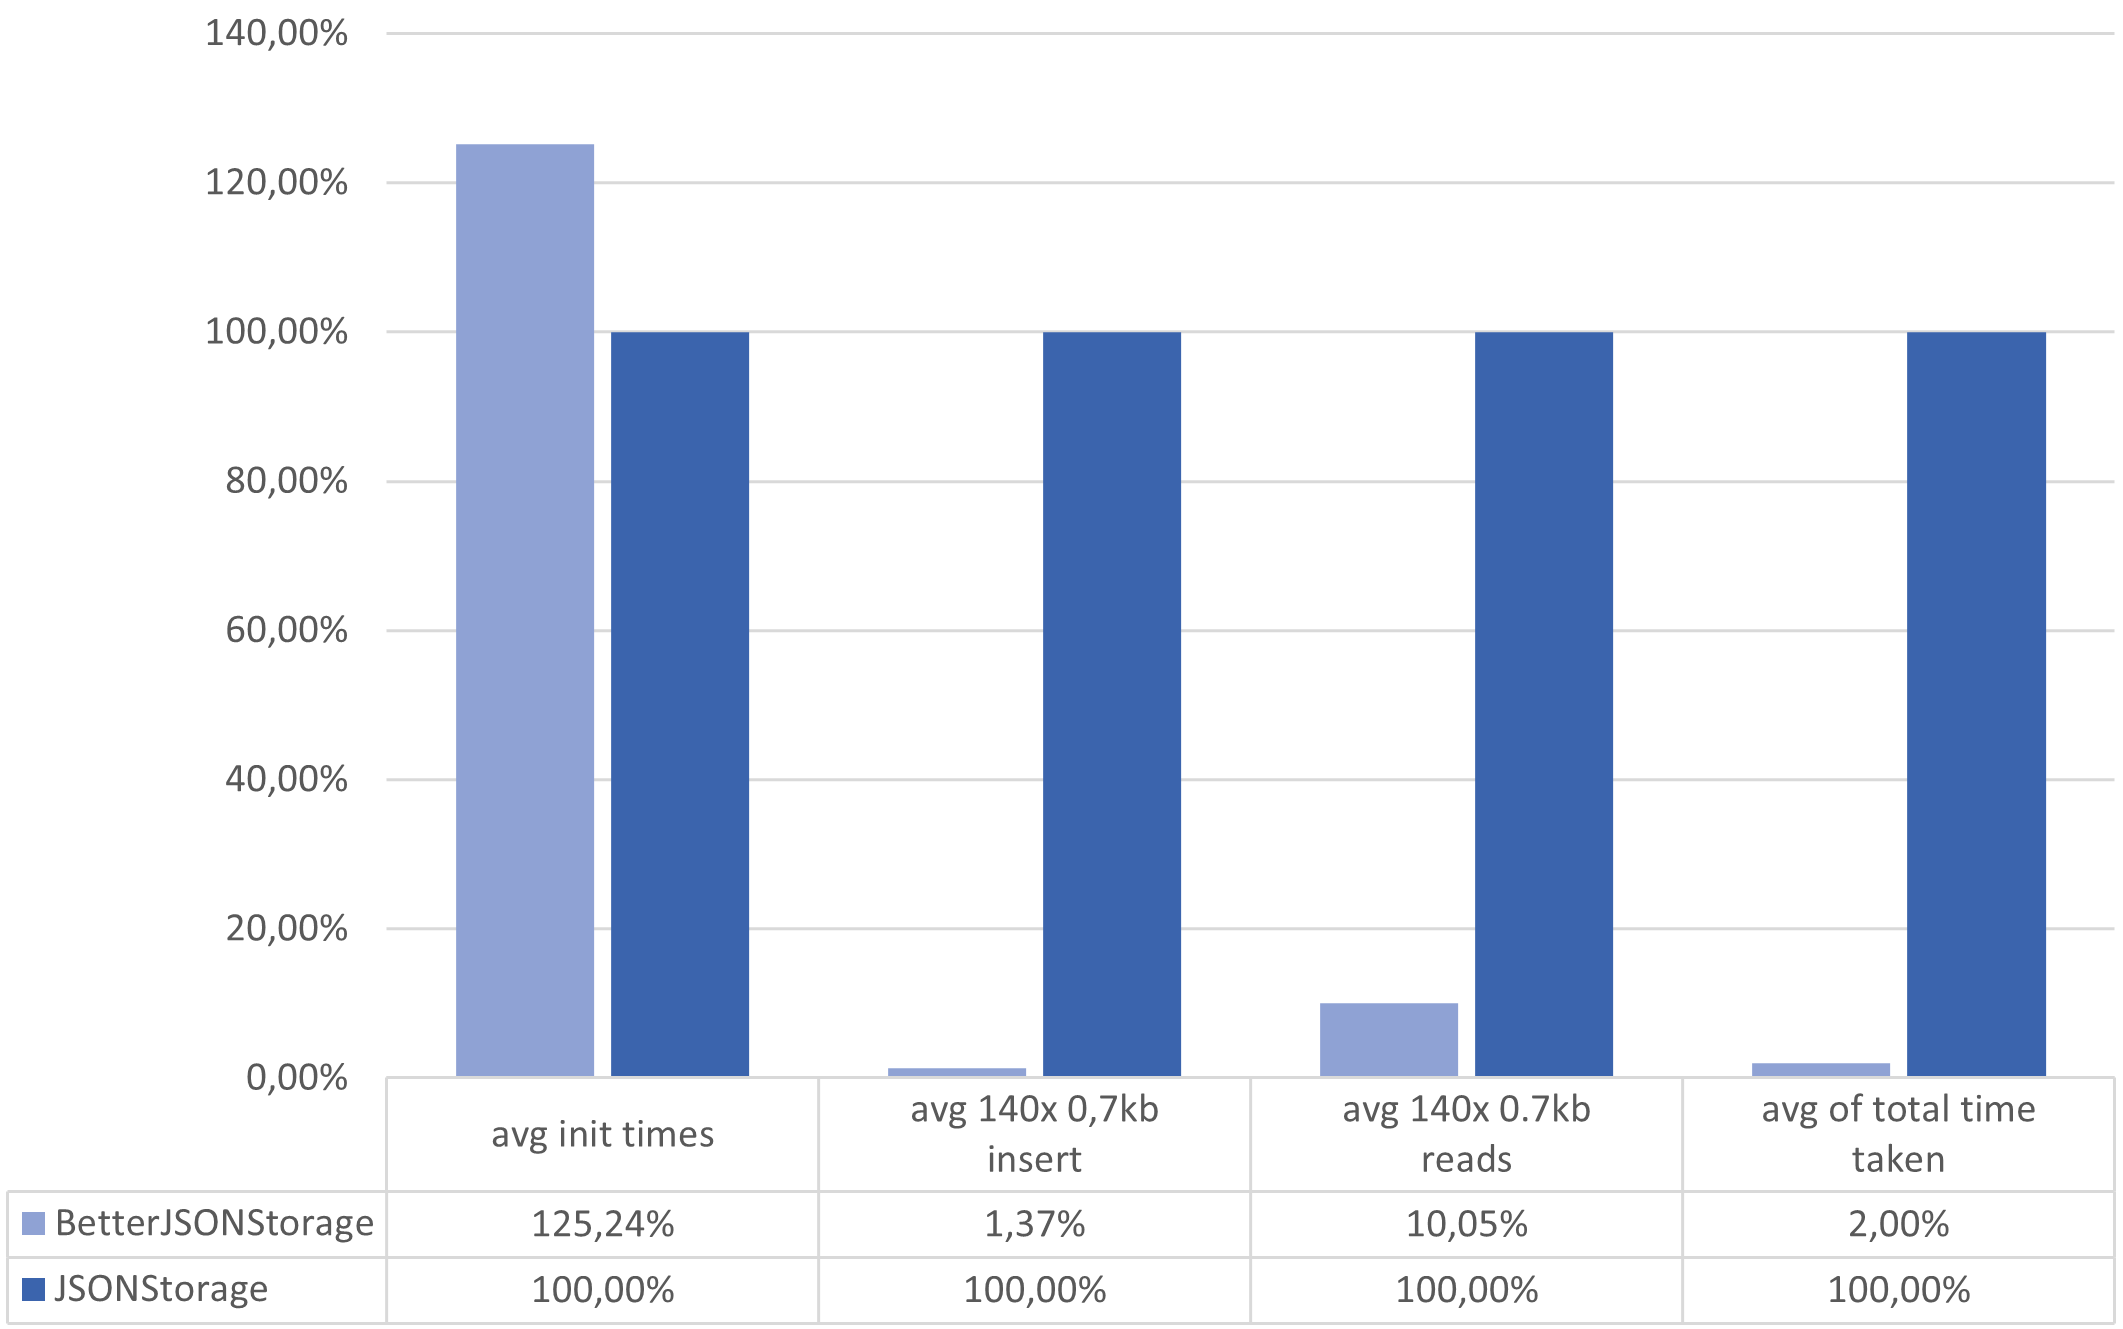 140,00%
120,00%
100,00%
80,00%
60,00%
40,00%
20,00%
0,00%
avg init times
avg 140x 0,7kb
insert
avg 140x 0.7kb
reads
avg of total time
taken
BetterJSONStorage 125,24% 1,37% 10,05% 2,00%
JSONStorage 100,00% 100,00% 100,00% 100,00%